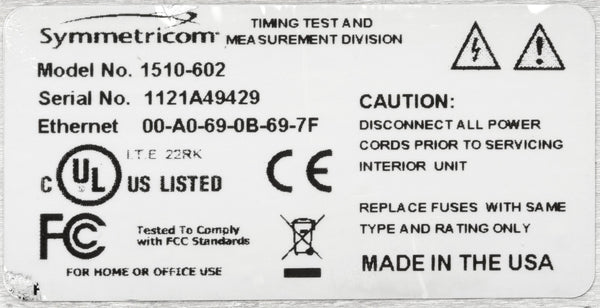 Symmetricom
TIMING TEST AND
MEASUREMENT DIVISION
Model No. 1510-602
Serial No. 1121A49429
Ethernet 00-A0-69-0B-69-7F
C UL US LISTED
I.T.E 22RK
CE
FCC
Tested To Comply
with FCC Standards
FOR HOME OR OFFICE USE
CAUTION:
DISCONNECT ALL POWER
CORDS PRIOR TO SERVICING
INTERIOR UNIT
REPLACE FUSES WITH SAME
TYPE AND RATING ONLY
MADE IN THE USA